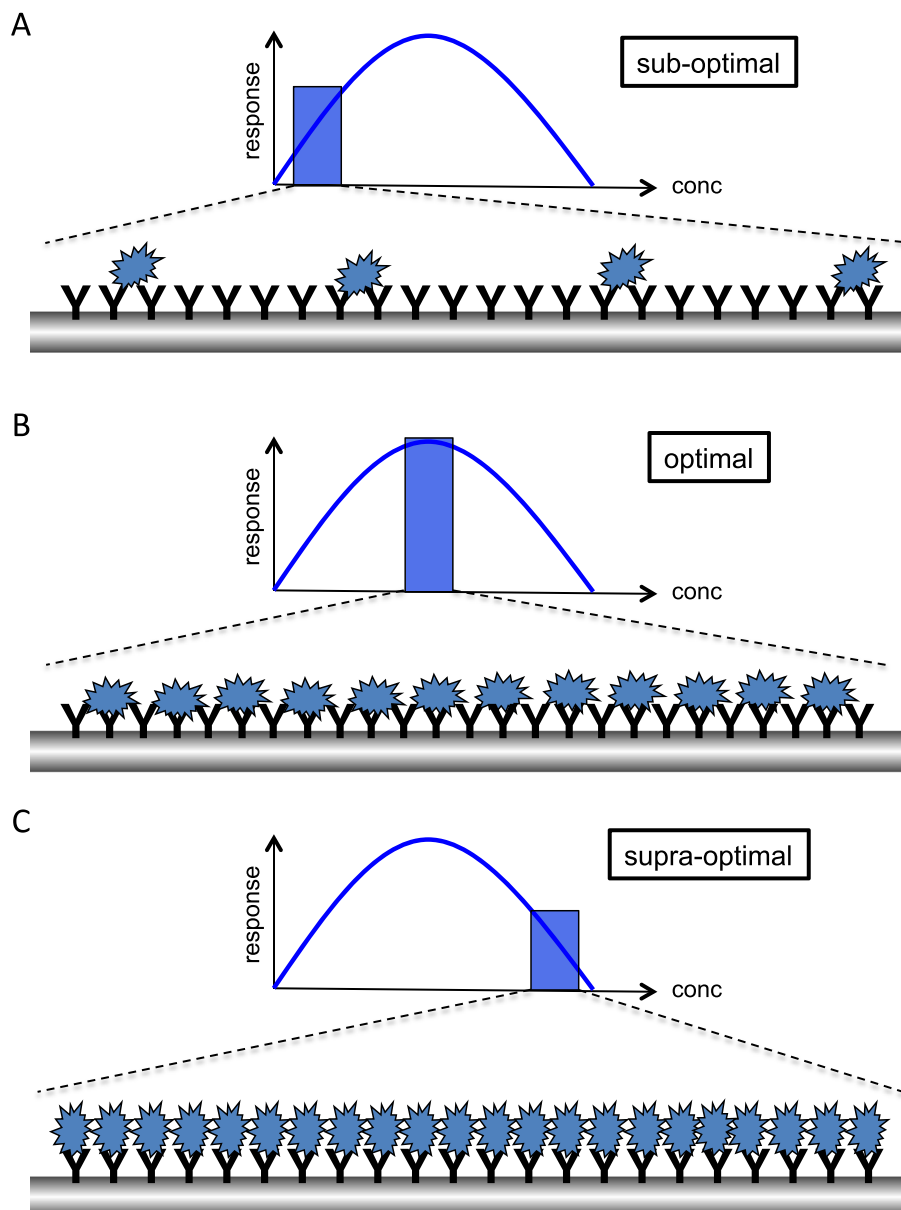 A
sub-optimal
response
conc
B
optimal
response
conc
C
supra-optimal
response
conc